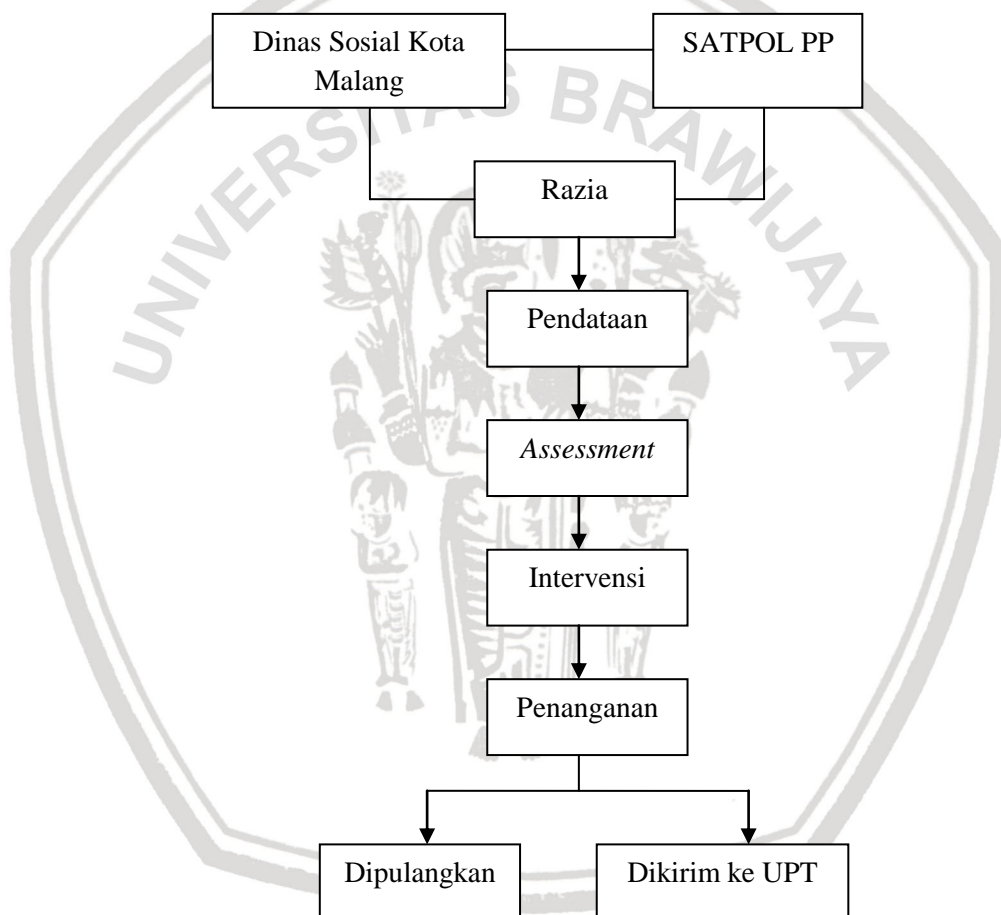 Dinas Sosial Kota
Malang
SATPOL PP
UNIVERSITAS BRAWIJAYA
Razia
Pendataan
Assessment
Intervensi
Penanganan
Dipulangkan
Dikirim ke UPT